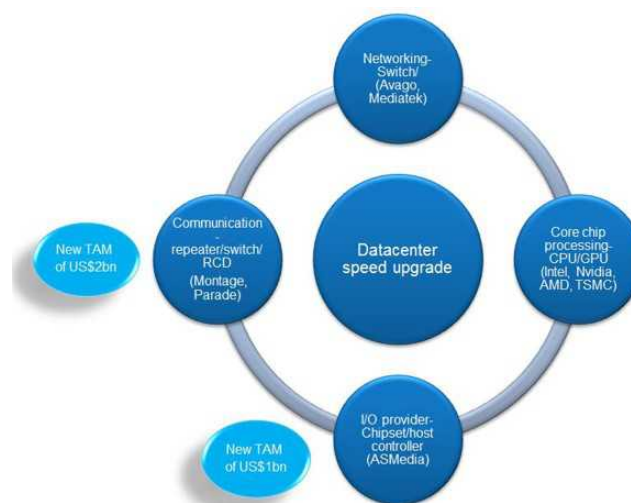 Networking-
Switch/
(Avago,
Mediatek)
Communication
-
repeater/switch/
RCD
(Montage,
Parade)
New TAM
of US$2bn
Datacenter
speed upgrade
Core chip
processing-
CPU/GPU
(Intel, Nvidia,
AMD, TSMC)
I/O provider-
Chipset/host
controller
(ASMedia)
New TAM
of US$1bn